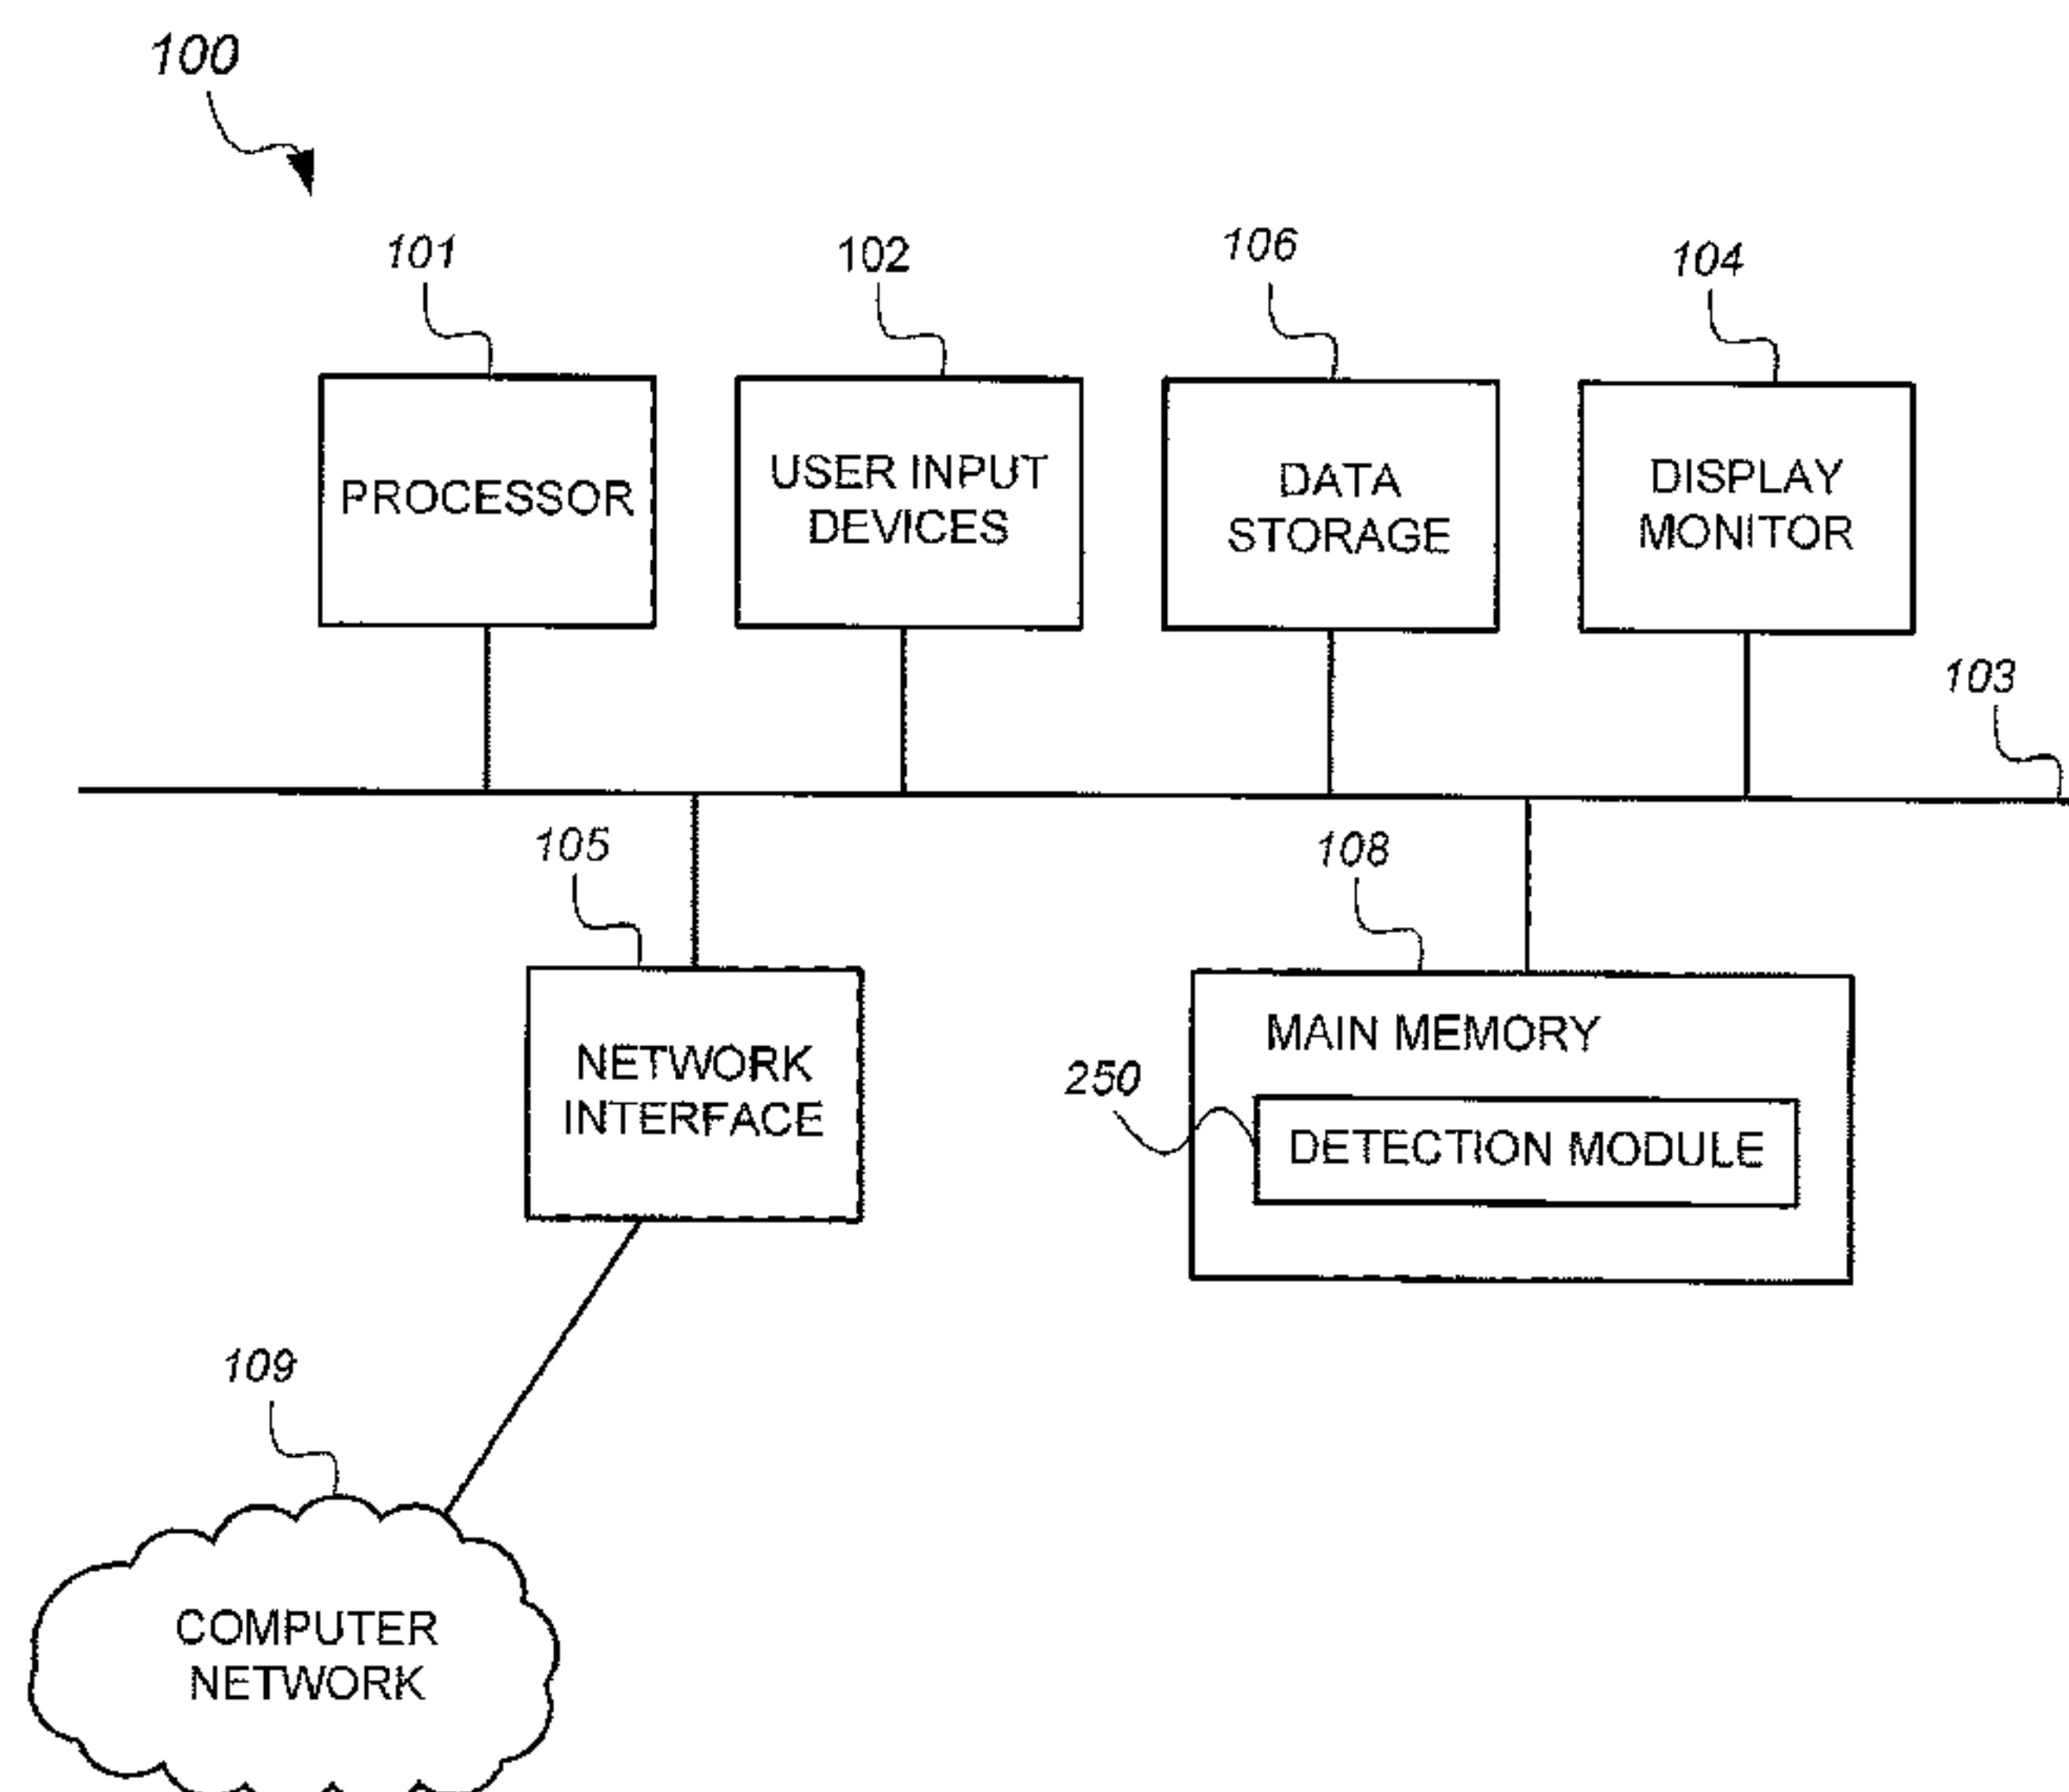 100
101
102
106
104
PROCESSOR
USER INPUT
DEVICES
DATA
STORAGE
DISPLAY
MONITOR
103
105
108
NETWORK
INTERFACE
MAIN MEMORY
250
DETECTION MODULE
109
COMPUTER
NETWORK